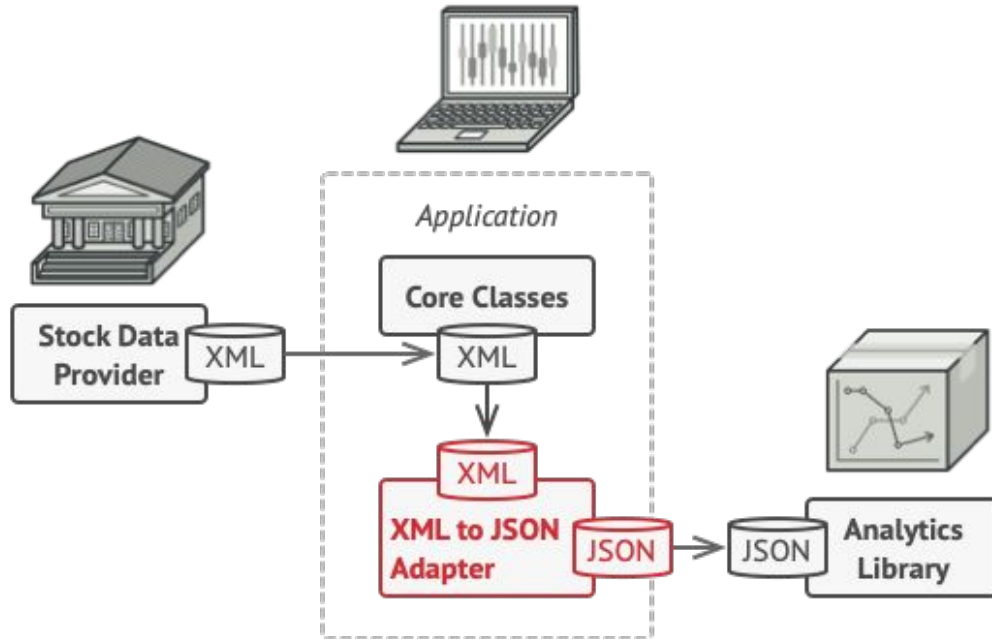 Application
Core Classes
XML
Stock Data
Provider
XML
XML
XML to JSON
Adapter
JSON
JSON
Analytics
Library